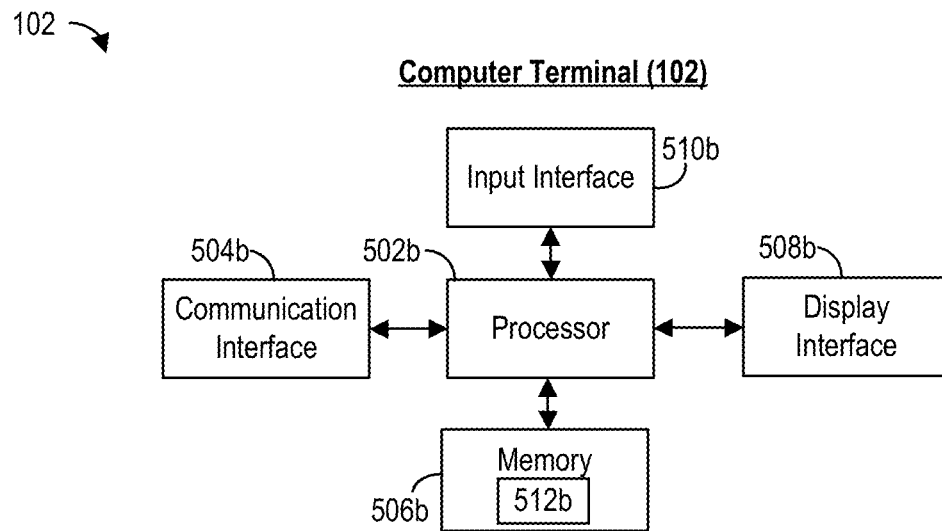 102
Computer Terminal (102)
510b
Input Interface
504b
502b
508b
Communication
Interface
Processor
Display
Interface
Memory
512b
506b